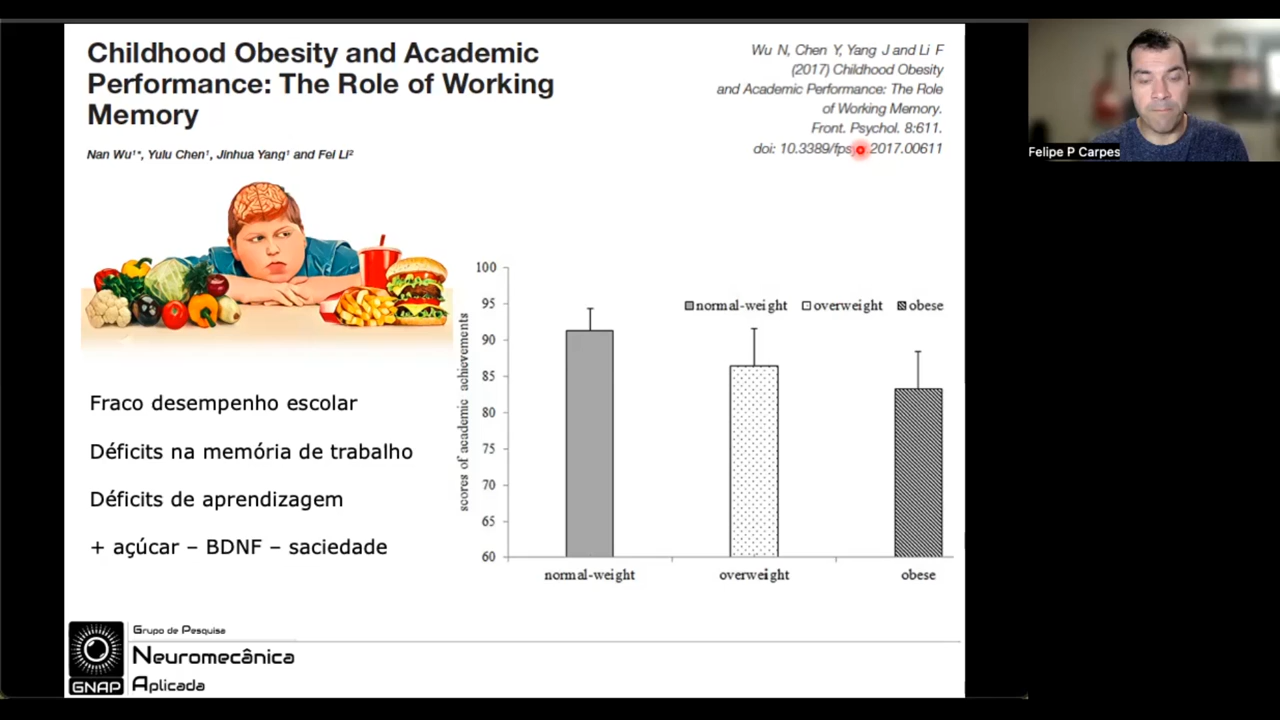 Childhood Obesity and Academic
Performance: The Role of Working
Memory
Nan Wu¹*, Yulu Chen¹, Jinhua Yang¹ and Fei Li²
Wu N, Chen Y, Yang J and Li F
(2017) Childhood Obesity
and Academic Performance: The Role
of Working Memory.
Front. Psychol. 8:611.
doi: 10.3389/fps 2017.00611
Felipe P Carpes
Fraco desempenho escolar
Déficits na memória de trabalho
Déficits de aprendizagem
+ açúcar – BDNF – saciedade
scores of academic achievements
100
95
90
85
80
75
70
65
60
normal-weight overweight obese
normal-weight overweight obese
GNAP
Grupo de Pesquisa
Neuromecânica
Aplicada